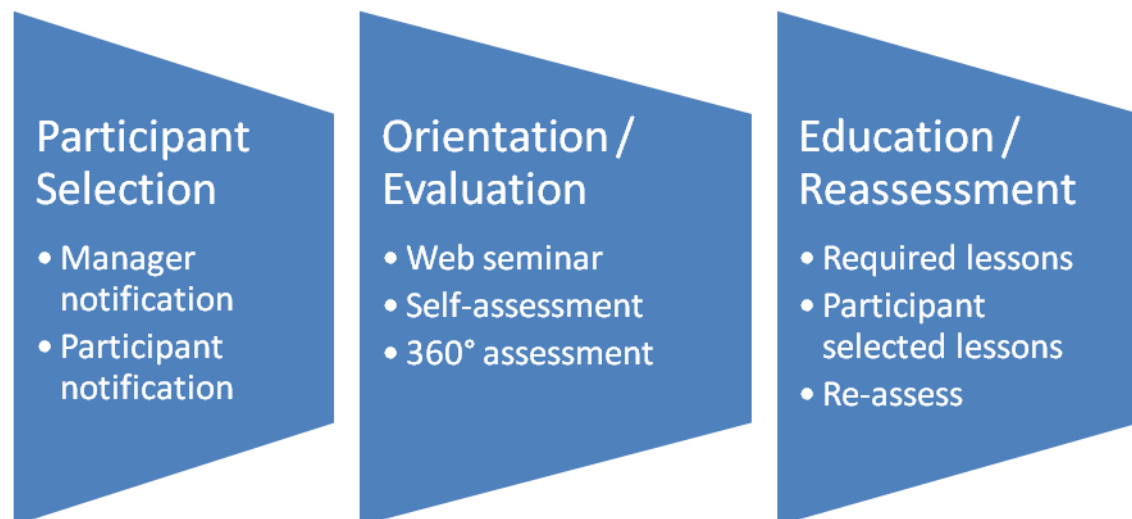 Participant
Selection
• Manager
notification
• Participant
notification
Orientation /
Evaluation
• Web seminar
• Self-assessment
• 360° assessment
Education /
Reassessment
• Required lessons
• Participant
selected lessons
• Re-assess